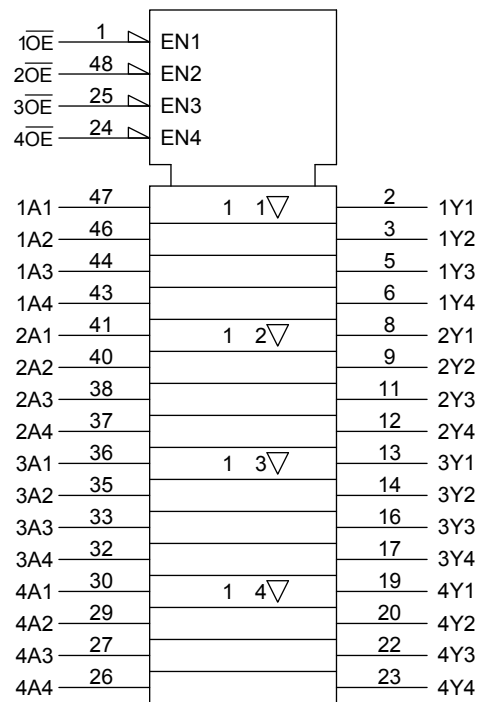 1O̅E̅ 1 EN1
2O̅E̅ 48 EN2
3O̅E̅ 25 EN3
4O̅E̅ 24 EN4
1A1 47 1 1▽ 2 1Y1
1A2 46 3 1Y2
1A3 44 5 1Y3
1A4 43 6 1Y4
2A1 41 1 2▽ 8 2Y1
2A2 40 9 2Y2
2A3 38 11 2Y3
2A4 37 12 2Y4
3A1 36 1 3▽ 13 3Y1
3A2 35 14 3Y2
3A3 33 16 3Y3
3A4 32 17 3Y4
4A1 30 1 4▽ 19 4Y1
4A2 29 20 4Y2
4A3 27 22 4Y3
4A4 26 23 4Y4